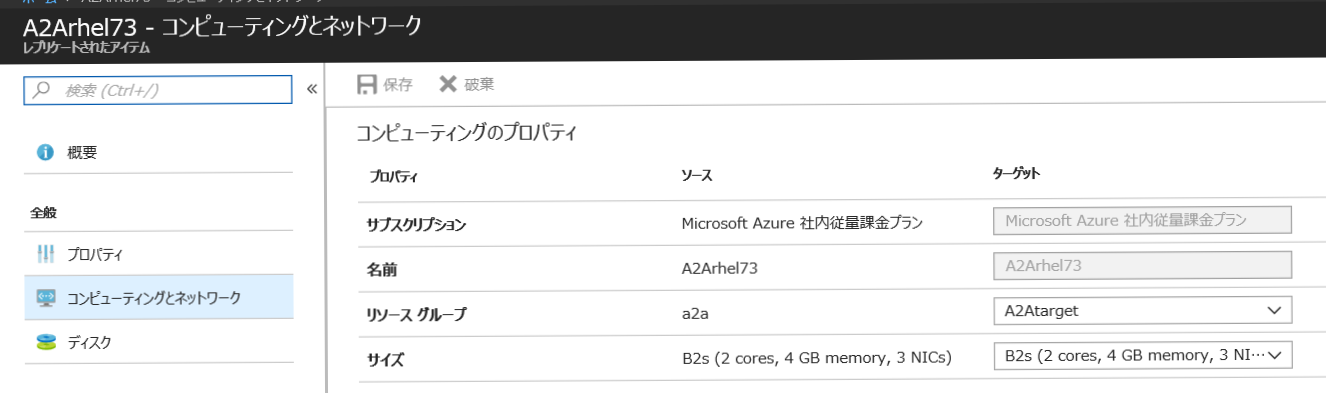 A2Arhel73 - コンピューティングとネットワーク
レプリケートされたアイテム
検索 (Ctrl+/)
«
保存 破棄
概要
全般
プロパティ
コンピューティングとネットワーク
ディスク
コンピューティングのプロパティ
プロパティ ソース ターゲット
サブスクリプション Microsoft Azure 社内従量課金プラン Microsoft Azure 社内従量課金プラン
名前 A2Arhel73 A2Arhel73
リソース グループ a2a A2Atarget
サイズ B2s (2 cores, 4 GB memory, 3 NICs) B2s (2 cores, 4 GB memory, 3 NI…